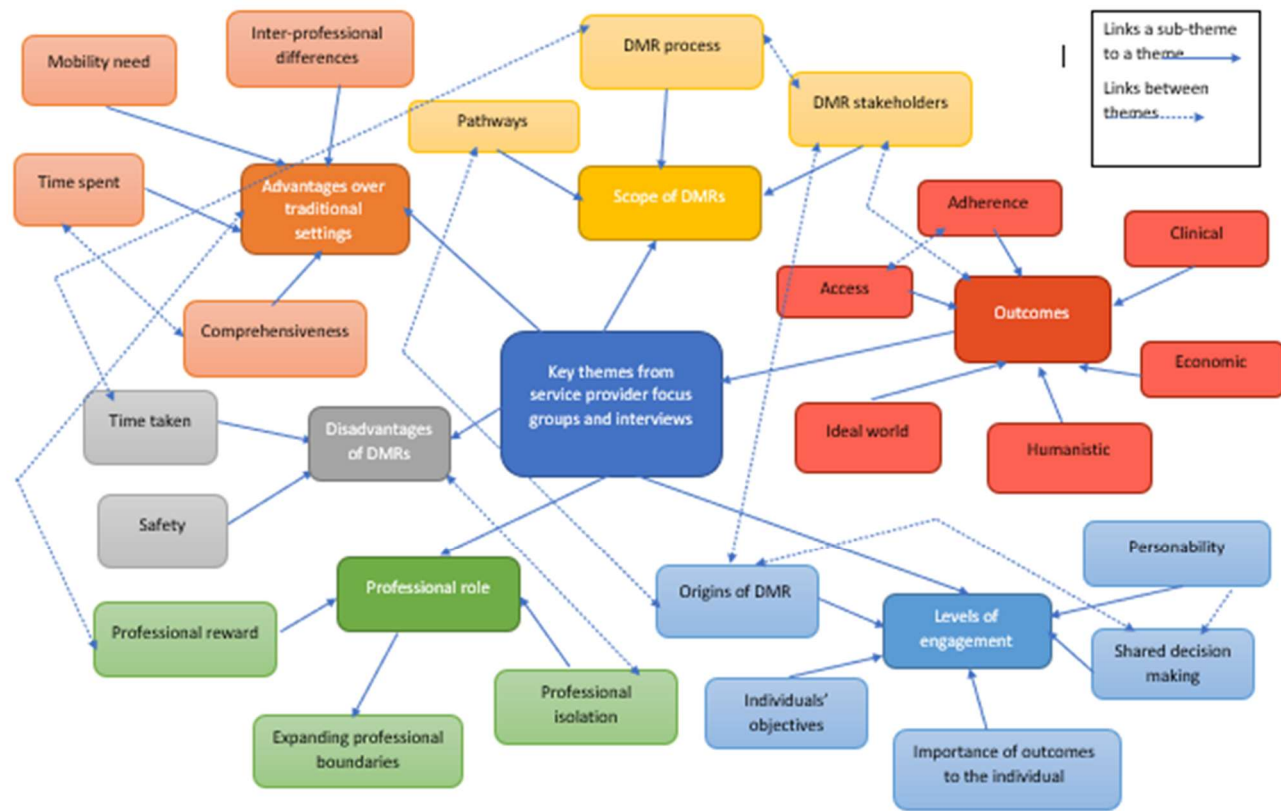 Inter-professional
differences
Mobility need
DMR process
Links a sub-theme
to a theme
Links between
themes
DMR stakeholders
Pathways
Time spent
Advantages over
traditional
settings
Scope of DMRs
Adherence
Clinical
Access
Outcomes
Comprehensiveness
Key themes from
service provider focus
groups and interviews
Economic
Time taken
Disadvantages
of DMRs
Ideal world
Humanistic
Safety
Personability
Professional role
Origins of DMR
Professional reward
Levels of
engagement
Shared decision
making
Professional
isolation
Individuals'
objectives
Expanding professional
boundaries
Importance of outcomes
to the individual